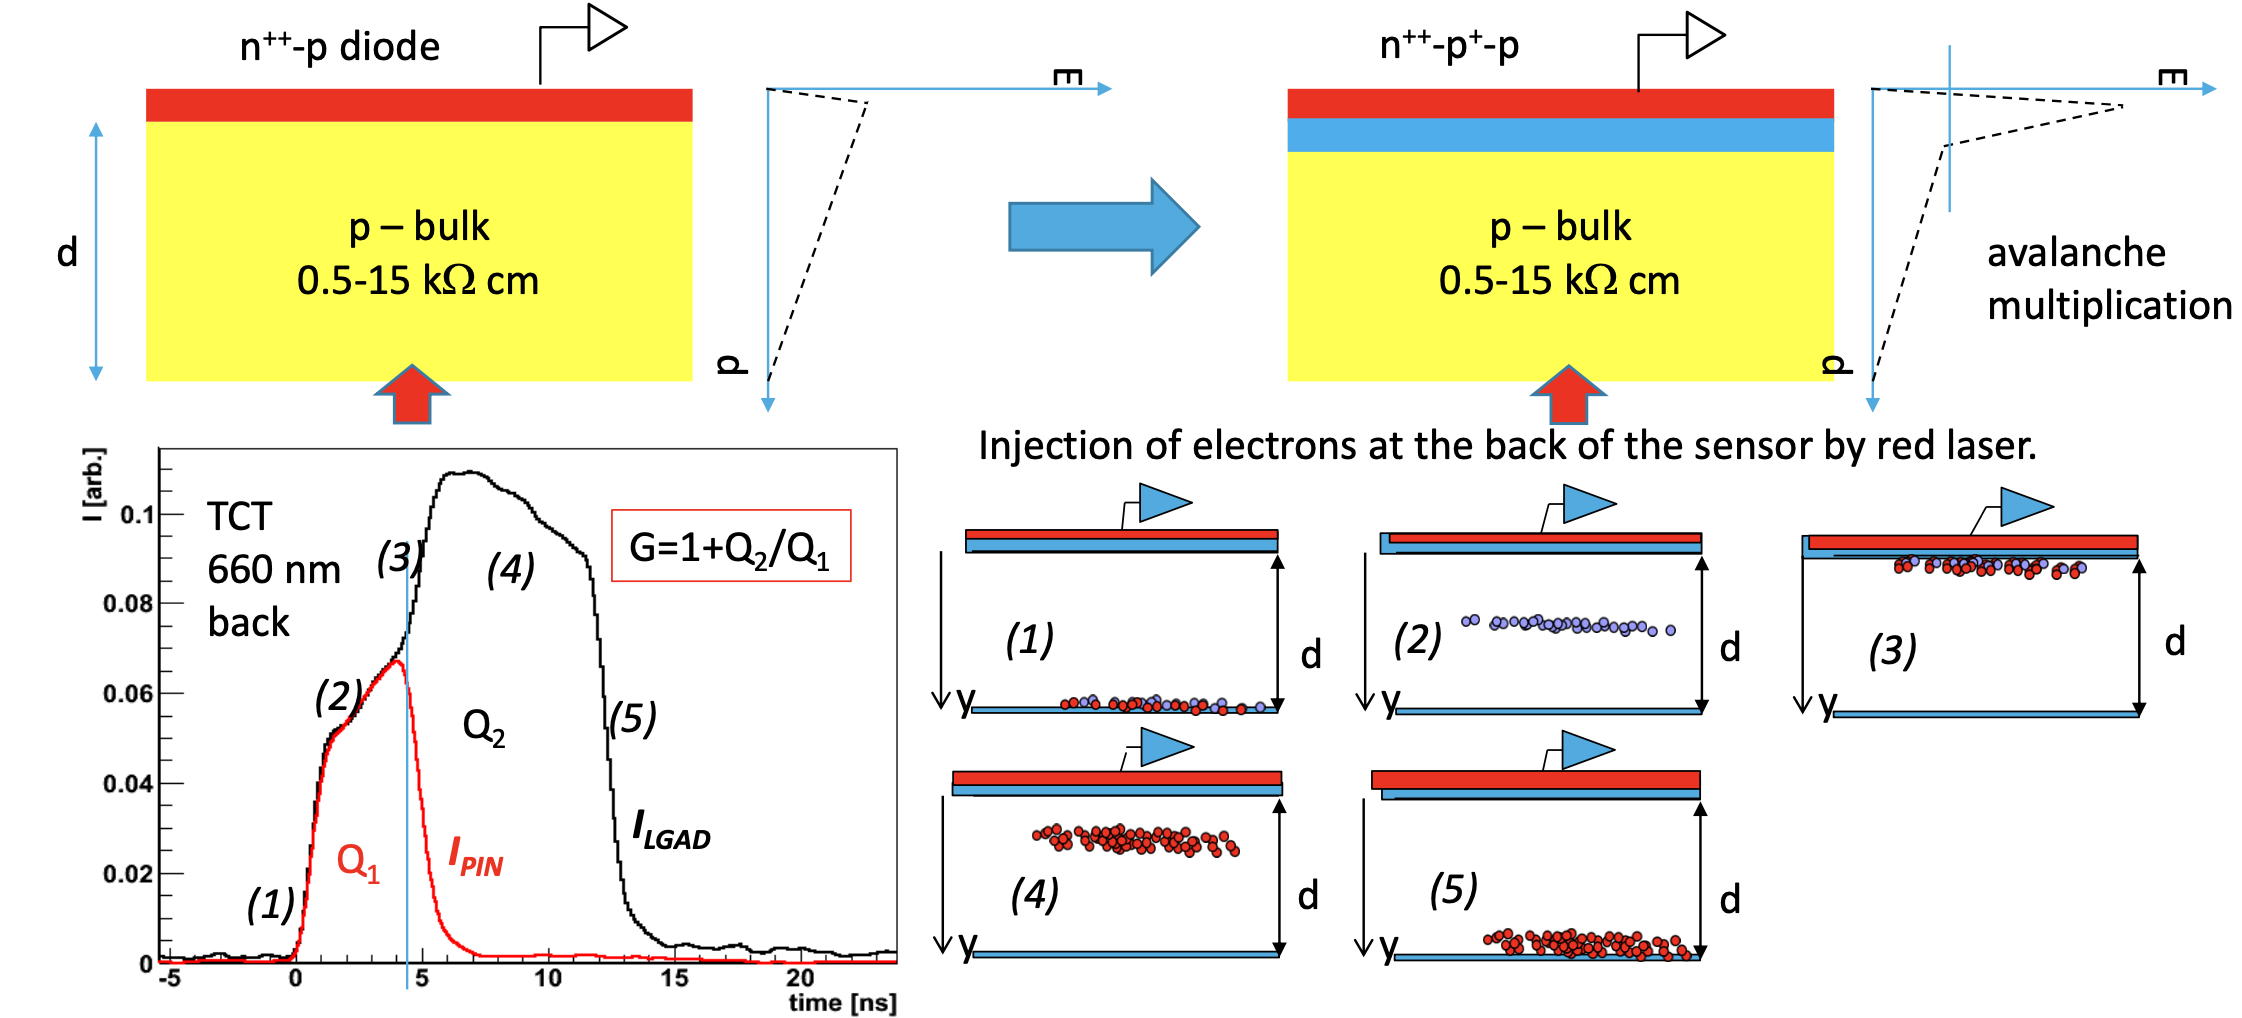 n⁺⁺-p diode
E
d
p – bulk
0.5-15 kΩ cm
d
n⁺⁺-p⁺-p
E
p – bulk
0.5-15 kΩ cm
d
avalanche
multiplication
Injection of electrons at the back of the sensor by red laser.
I [arb.]
0.1
0.08
0.06
0.04
0.02
0
-5 0 5 10 15 20
time [ns]
TCT
660 nm
back
(1)
(2)
(3)
(4)
(5)
G=1+Q₂/Q₁
Q₁
Q₂
I_PIN
I_LGAD
(1)
y
d
(2)
y
d
(3)
y
d
(4)
y
d
(5)
y
d